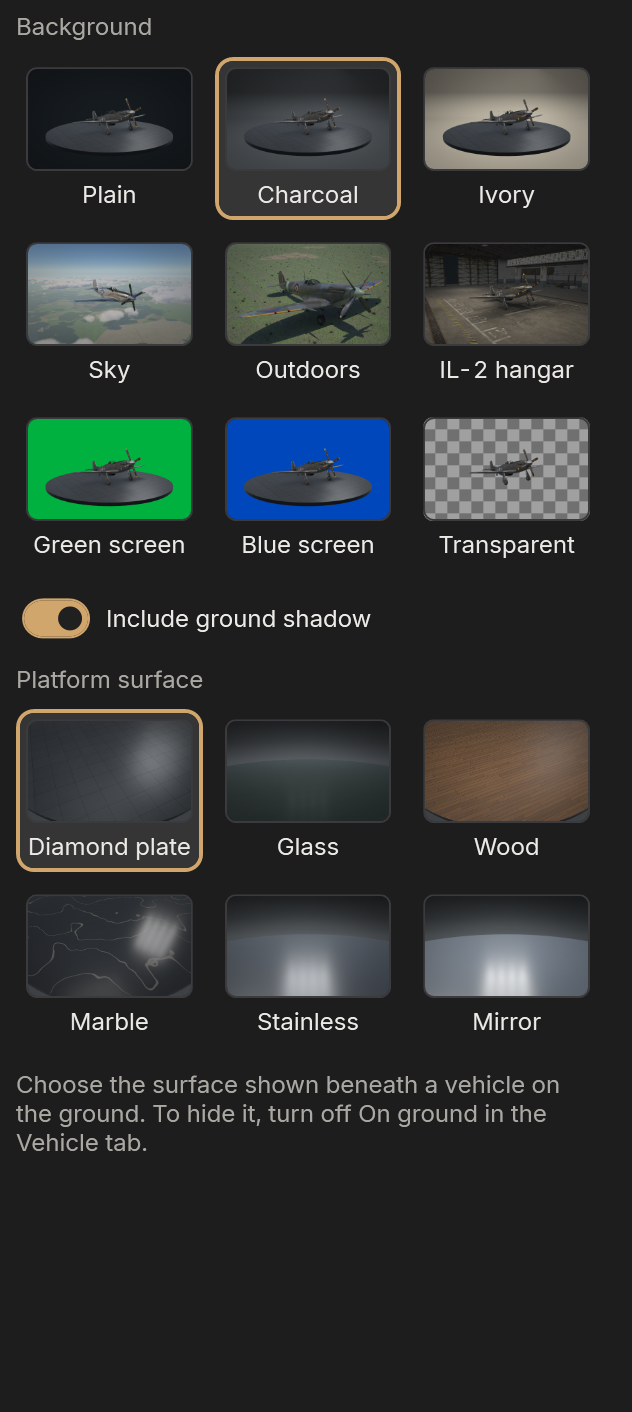 Background
Plain
Charcoal
Ivory
Sky
Outdoors
IL-2 hangar
Green screen
Blue screen
Transparent
Include ground shadow
Platform surface
Diamond plate
Glass
Wood
Marble
Stainless
Mirror
Choose the surface shown beneath a vehicle on
the ground. To hide it, turn off On ground in the
Vehicle tab.